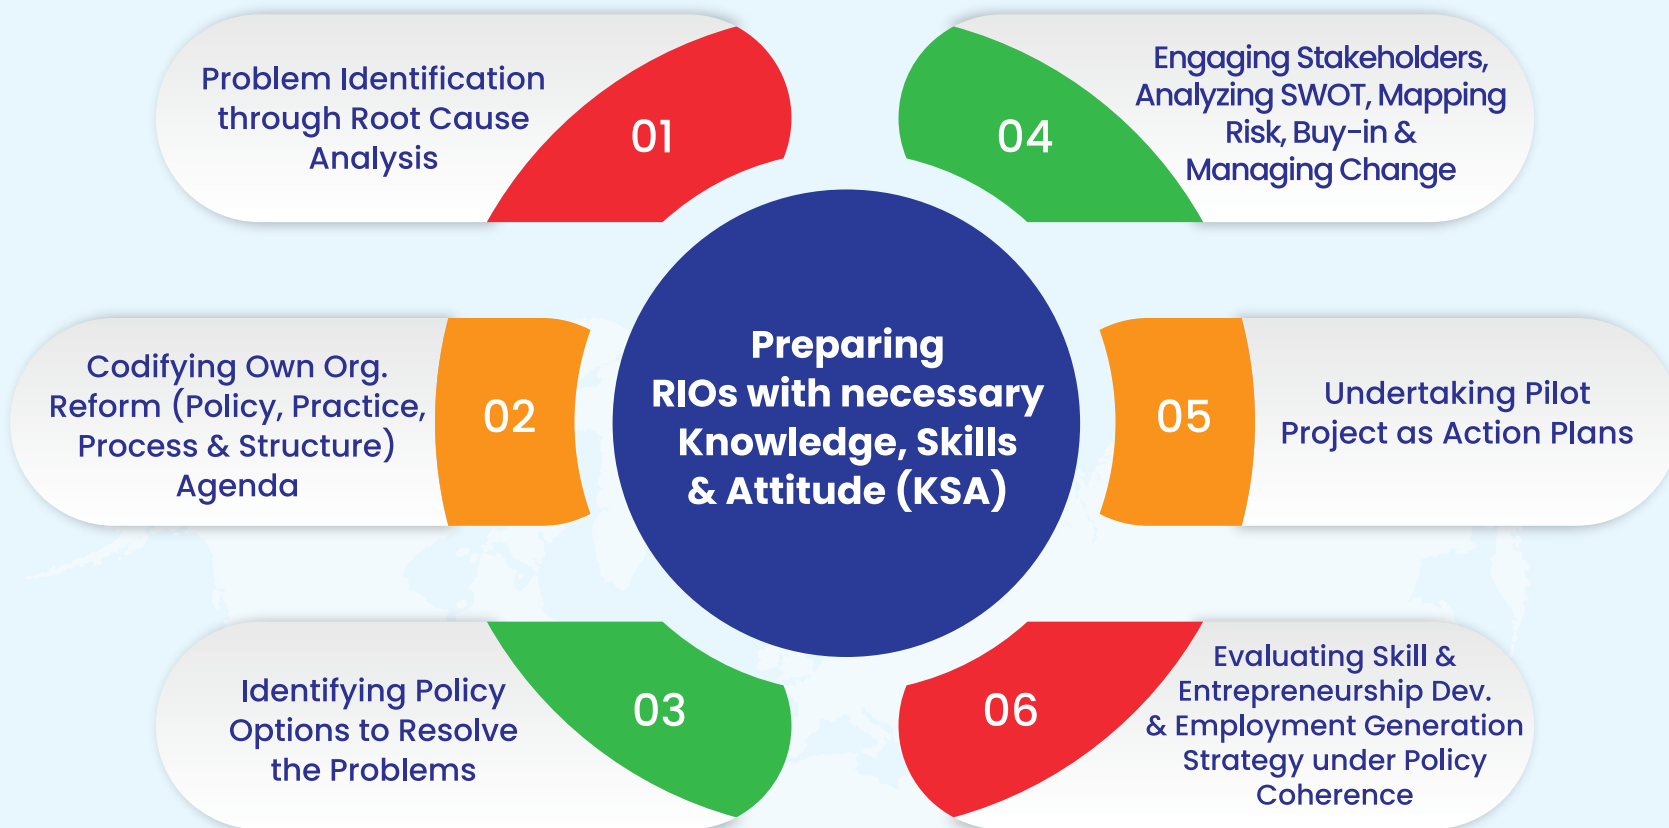 Problem Identification
through Root Cause
Analysis
01
Codifying Own Org.
Reform (Policy, Practice,
Process & Structure)
Agenda
02
Identifying Policy
Options to Resolve
the Problems
03
Preparing
RIOs with necessary
Knowledge, Skills
& Attitude (KSA)
04
Engaging Stakeholders,
Analyzing SWOT, Mapping
Risk, Buy-in &
Managing Change
05
Undertaking Pilot
Project as Action Plans
06
Evaluating Skill &
Entrepreneurship Dev.
& Employment Generation
Strategy under Policy
Coherence